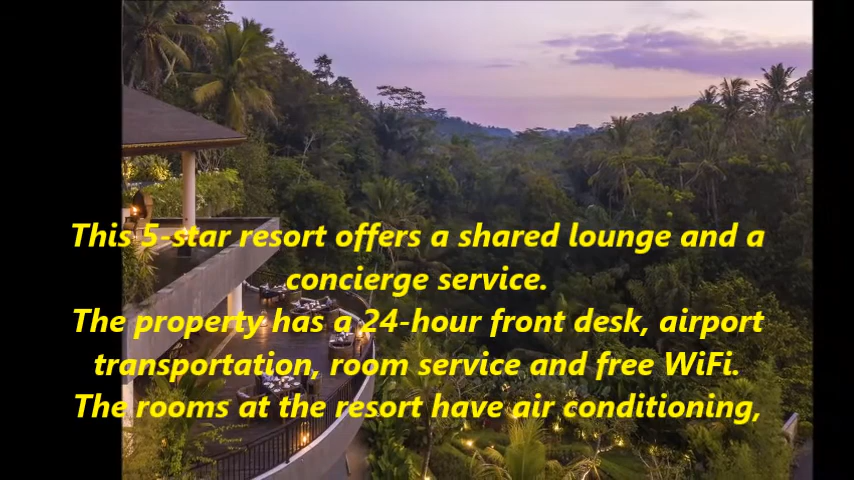 This 5-star resort offers a shared lounge and a
concierge service.
The property has a 24-hour front desk, airport
transportation, room service and free WiFi.
The rooms at the resort have air conditioning,